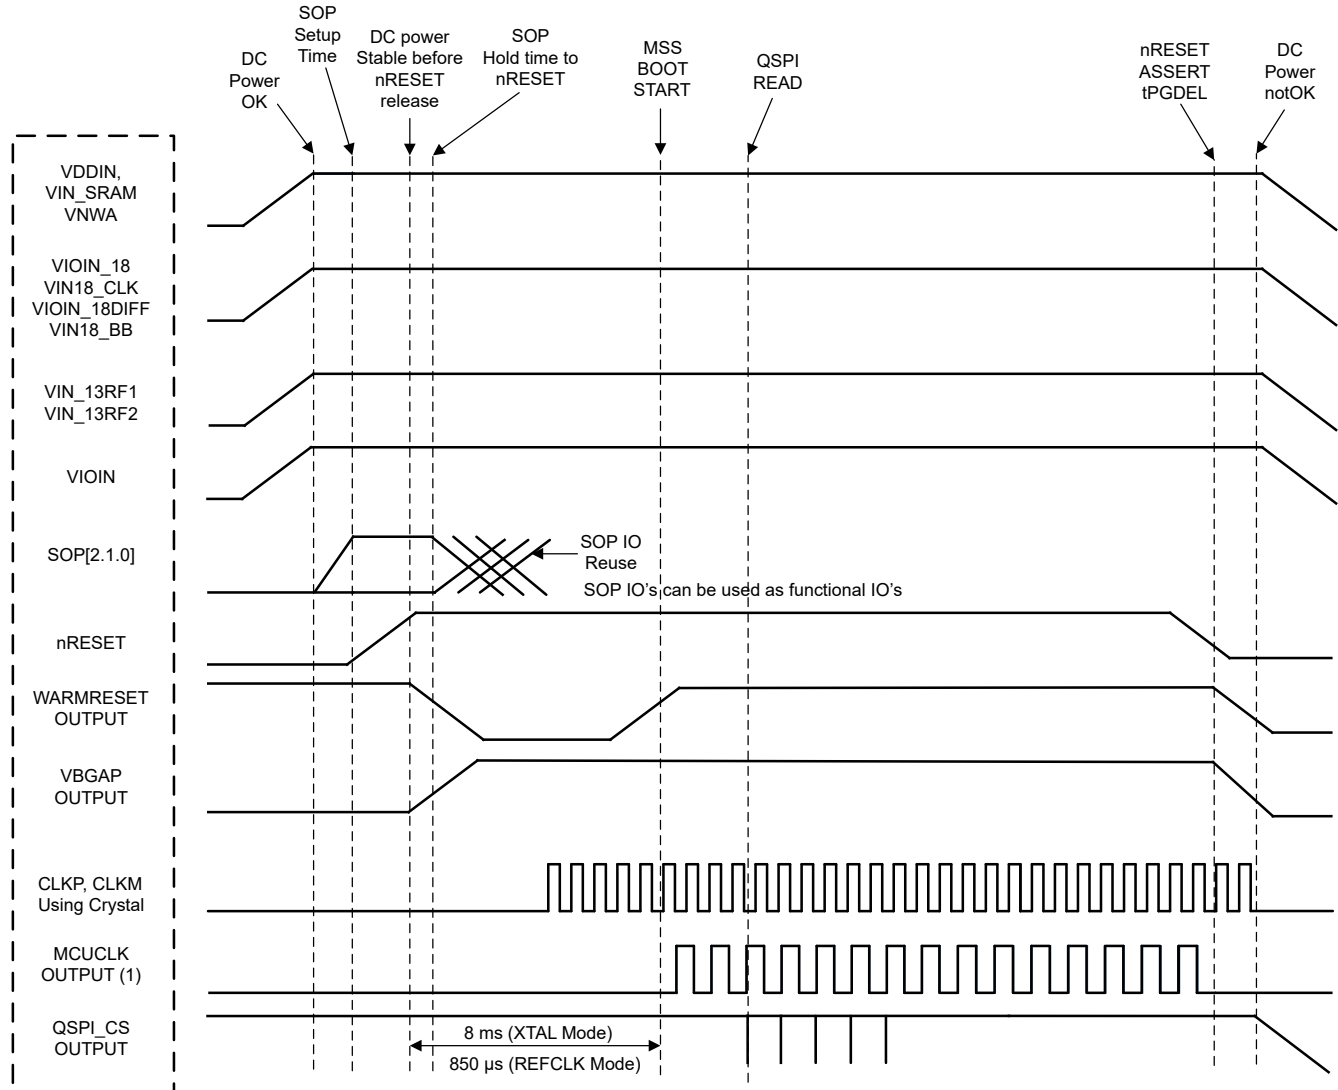 DC
Power
OK
SOP
Setup
Time
DC power
Stable before
nRESET
release
SOP
Hold time to
nRESET
MSS
BOOT
START
QSPI
READ
nRESET
ASSERT
tPGDEL
DC
Power
notOK
VDDIN,
VIN_SRAM
VNWA
VIOIN_18
VIN18_CLK
VIOIN_18DIFF
VIN18_BB
VIN_13RF1
VIN_13RF2
VIOIN
SOP[2.1.0]
SOP IO
Reuse
SOP IO's can be used as functional IO's
nRESET
WARMRESET
OUTPUT
VBGAP
OUTPUT
CLKP, CLKM
Using Crystal
MCUCLK
OUTPUT (1)
QSPI_CS
OUTPUT
8 ms (XTAL Mode)
850 µs (REFCLK Mode)